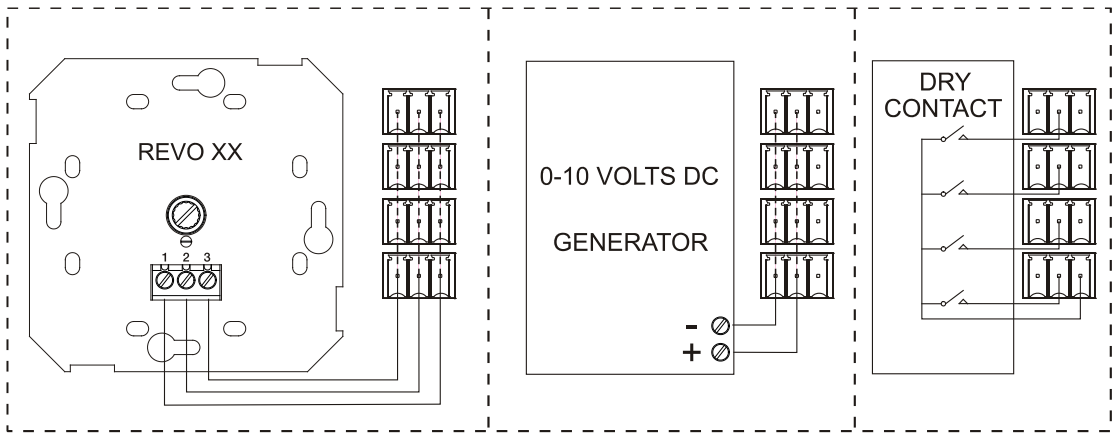 REVO XX
1 2 3
0-10 VOLTS DC
GENERATOR
-
+
DRY
CONTACT